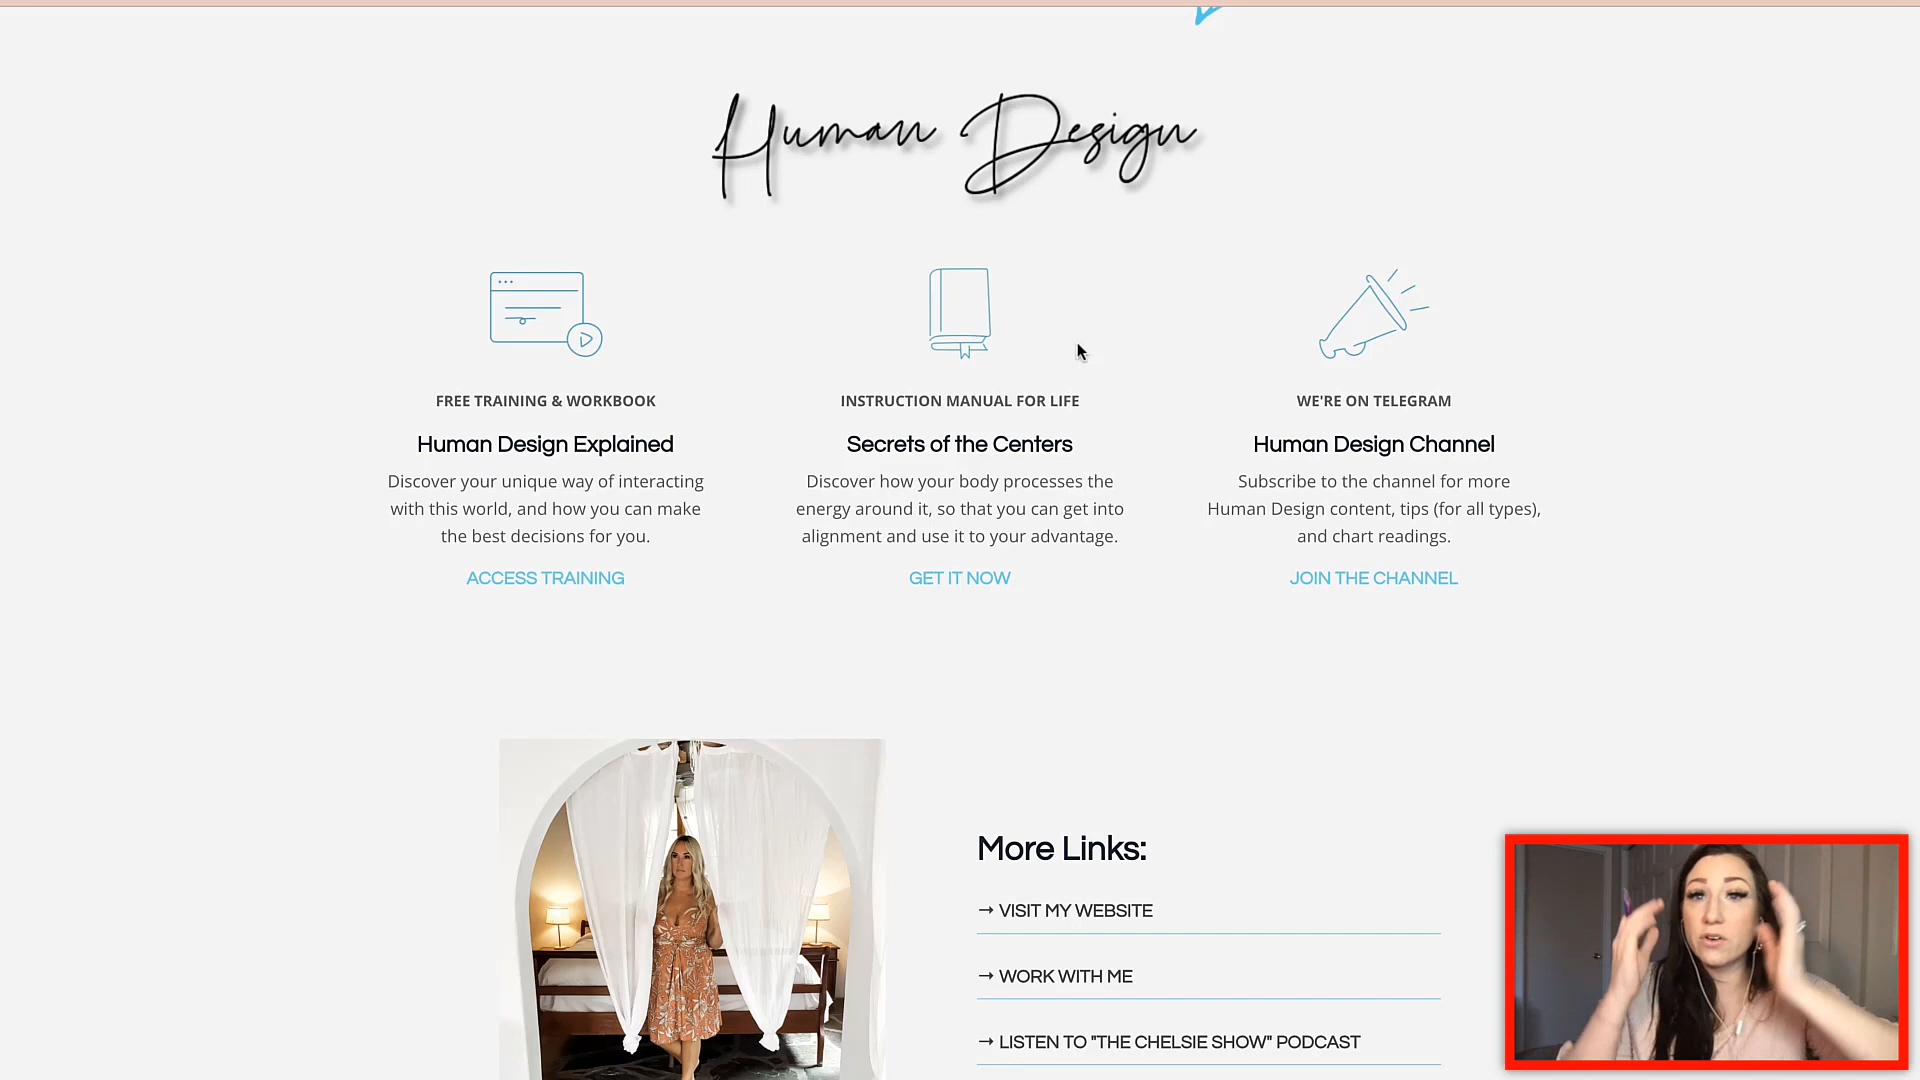 Human Design
FREE TRAINING & WORKBOOK
Human Design Explained
Discover your unique way of interacting
with this world, and how you can make
the best decisions for you.
ACCESS TRAINING
INSTRUCTION MANUAL FOR LIFE
Secrets of the Centers
Discover how your body processes the
energy around it, so that you can get into
alignment and use it to your advantage.
GET IT NOW
WE'RE ON TELEGRAM
Human Design Channel
Subscribe to the channel for more
Human Design content, tips (for all types),
and chart readings.
JOIN THE CHANNEL
More Links:
→ VISIT MY WEBSITE
→ WORK WITH ME
→ LISTEN TO "THE CHELSIE SHOW" PODCAST